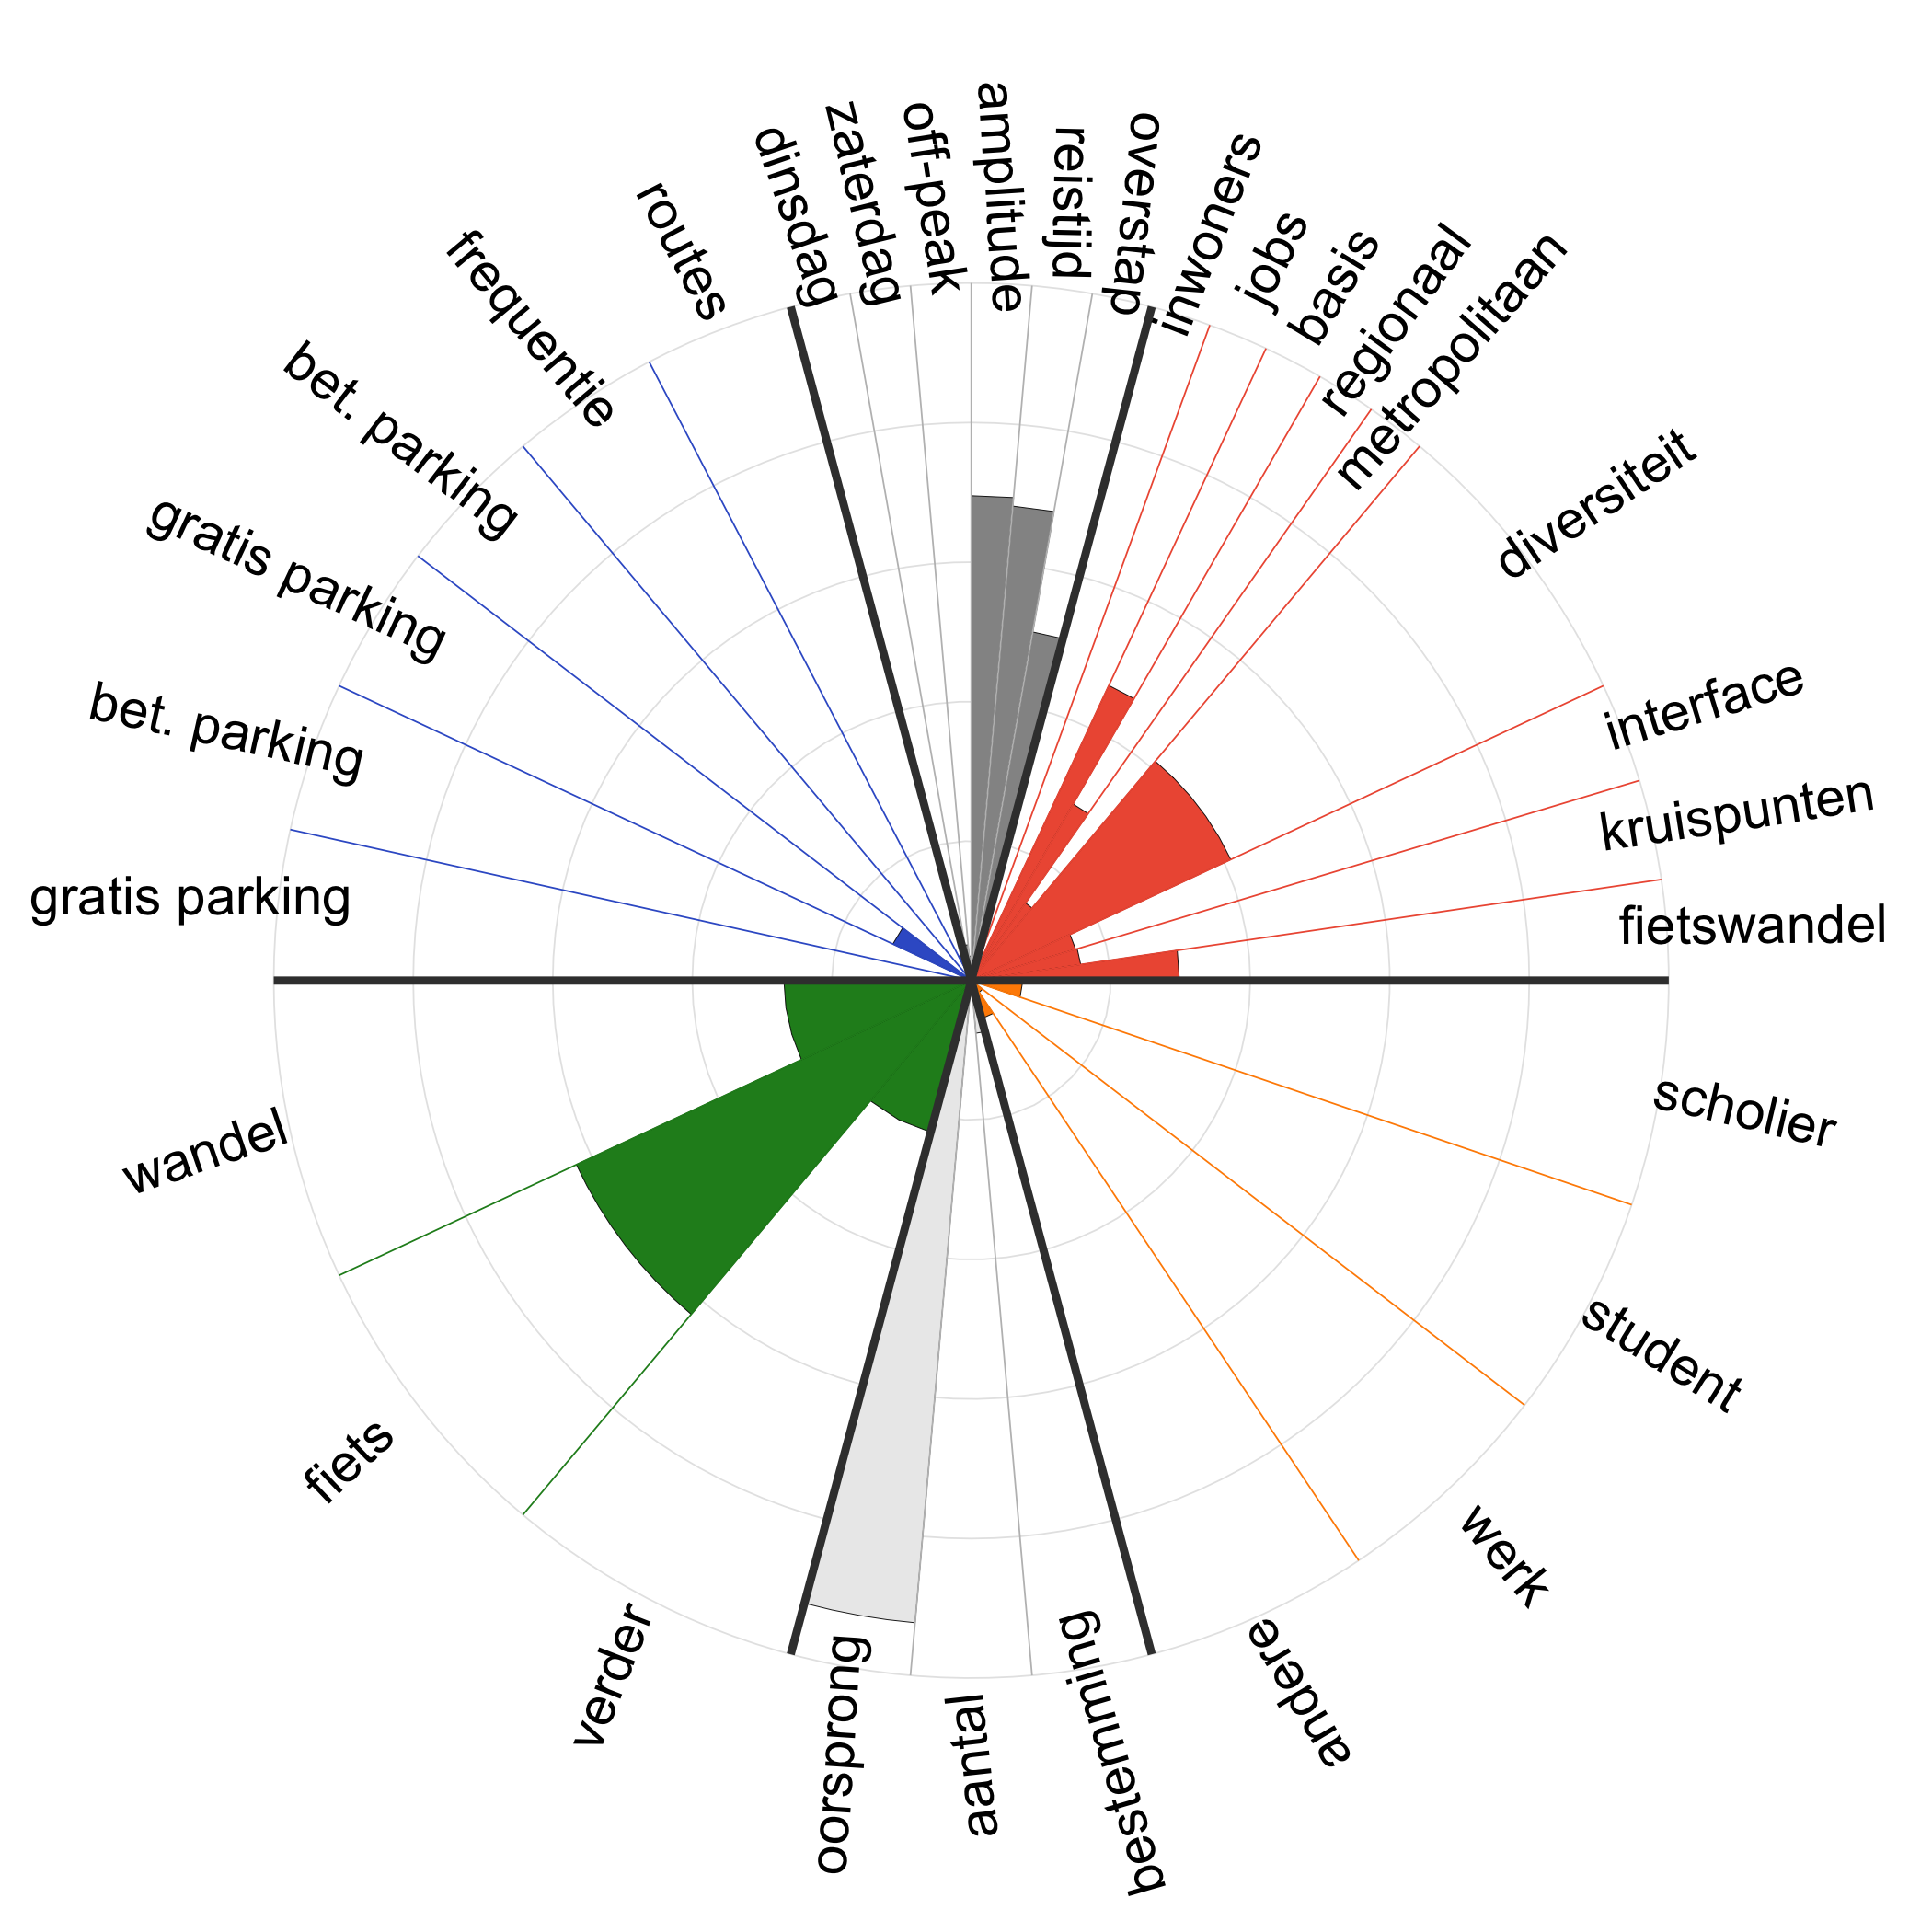 dinsdag
zaterdag
off-peak
amplitude
reistijd
overstap
inwoners
jobs
basis
regionaal
metropolitaan
diversiteit
interface
kruispunten
fietswandel
scholier
student
werk
andere
bestemming
aantal
oorsprong
verder
fiets
wandel
gratis parking
bet. parking
gratis parking
bet. parking
frequentie
routes